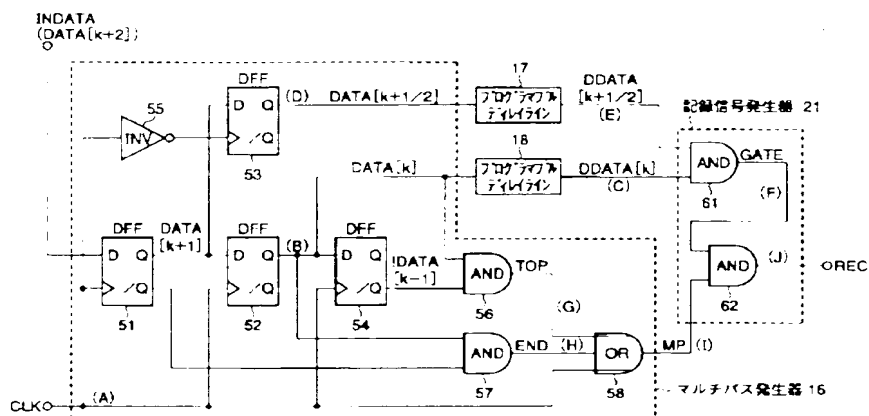 INDATA
(DATA[k+2])
DFF
D Q
/Q
53
(D)
DATA[k+1/2]
17
プログラマブル
ディレイライン
DDATA
[k+1/2]
(E)
記録信号発生器 21
55
INV
DATA[k]
18
プログラマブル
ディレイライン
DDATA[k]
(C)
AND
61
GATE
(F)
DFF
D Q
/Q
51
DATA
[k+1]
DFF
D Q
/Q
52
(B)
DFF
D Q
/Q
54
!DATA
[k-1]
AND
56
TOP
(G)
AND
62
(J)
REC
AND
57
END
(H)
OR
58
MP
(I)
CLK
(A)
マルチパス発生器 16